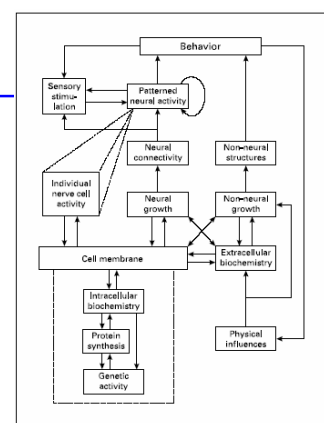 Behavior
Sensory
stimu-
lation
Patterned
neural activity
Neural
connectivity
Non-neural
structures
Individual
nerve cell
activity
Neural
growth
Non-neural
growth
Cell membrane
Extracellular
biochemistry
Intracellular
biochemistry
Protein
synthesis
Physical
influences
Genetic
activity